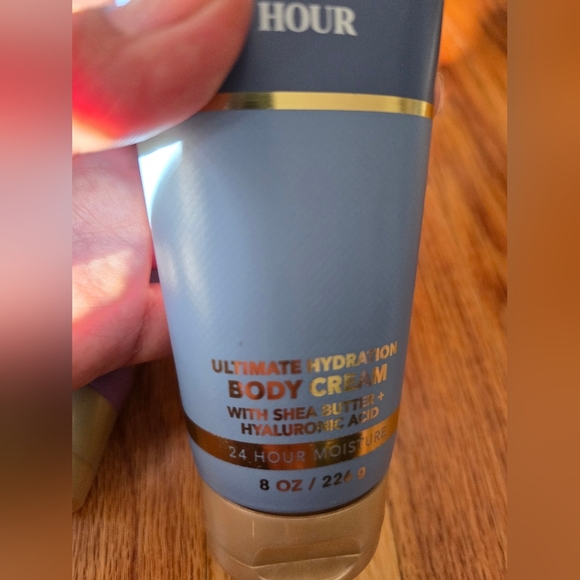 HOUR
ULTIMATE HYDRATION
BODY CREAM
WITH SHEA BUTTER +
HYALURONIC ACID
24 HOUR MOISTURE
8 OZ / 226 g